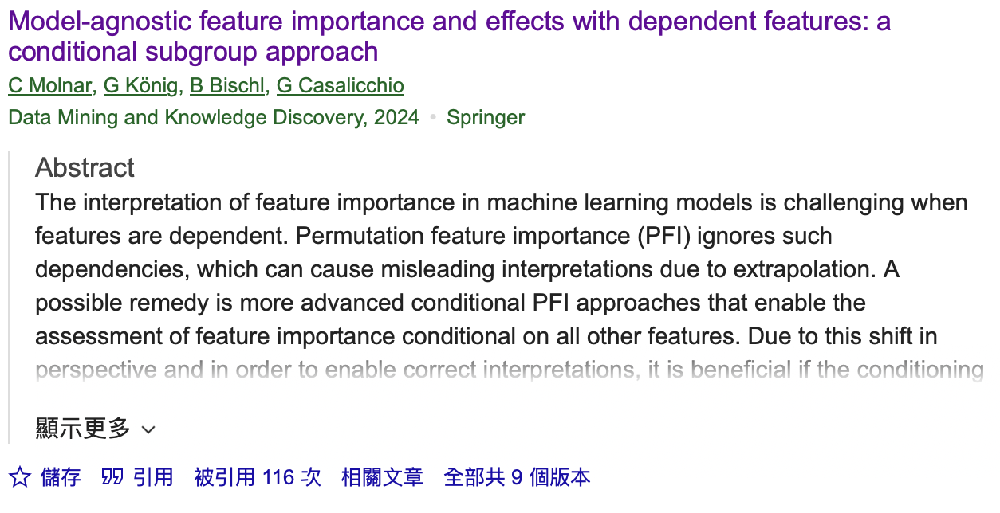 Model-agnostic feature importance and effects with dependent features: a
conditional subgroup approach
C Molnar, G König, B Bischl, G Casalicchio
Data Mining and Knowledge Discovery, 2024 • Springer
Abstract
The interpretation of feature importance in machine learning models is challenging when
features are dependent. Permutation feature importance (PFI) ignores such
dependencies, which can cause misleading interpretations due to extrapolation. A
possible remedy is more advanced conditional PFI approaches that enable the
assessment of feature importance conditional on all other features. Due to this shift in
perspective and in order to enable correct interpretations, it is beneficial if the conditioning
顯示更多
儲存 引用 被引用 116 次 相關文章 全部共 9 個版本